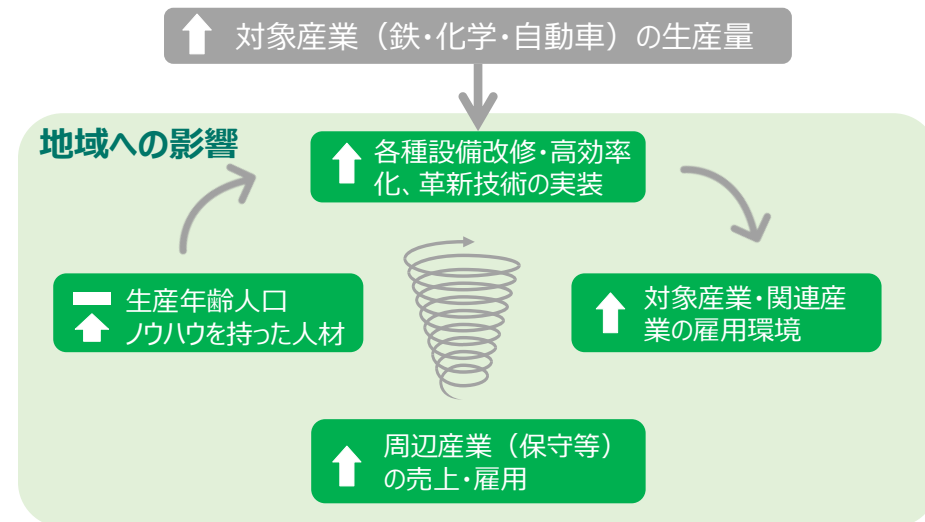 対象産業（鉄・化学・自動車）の生産量
地域への影響
各種設備改修・高効率
化、革新技術の実装
生産年齢人口
ノウハウを持った人材
対象産業・関連産
業の雇用環境
周辺産業（保守等）
の売上・雇用